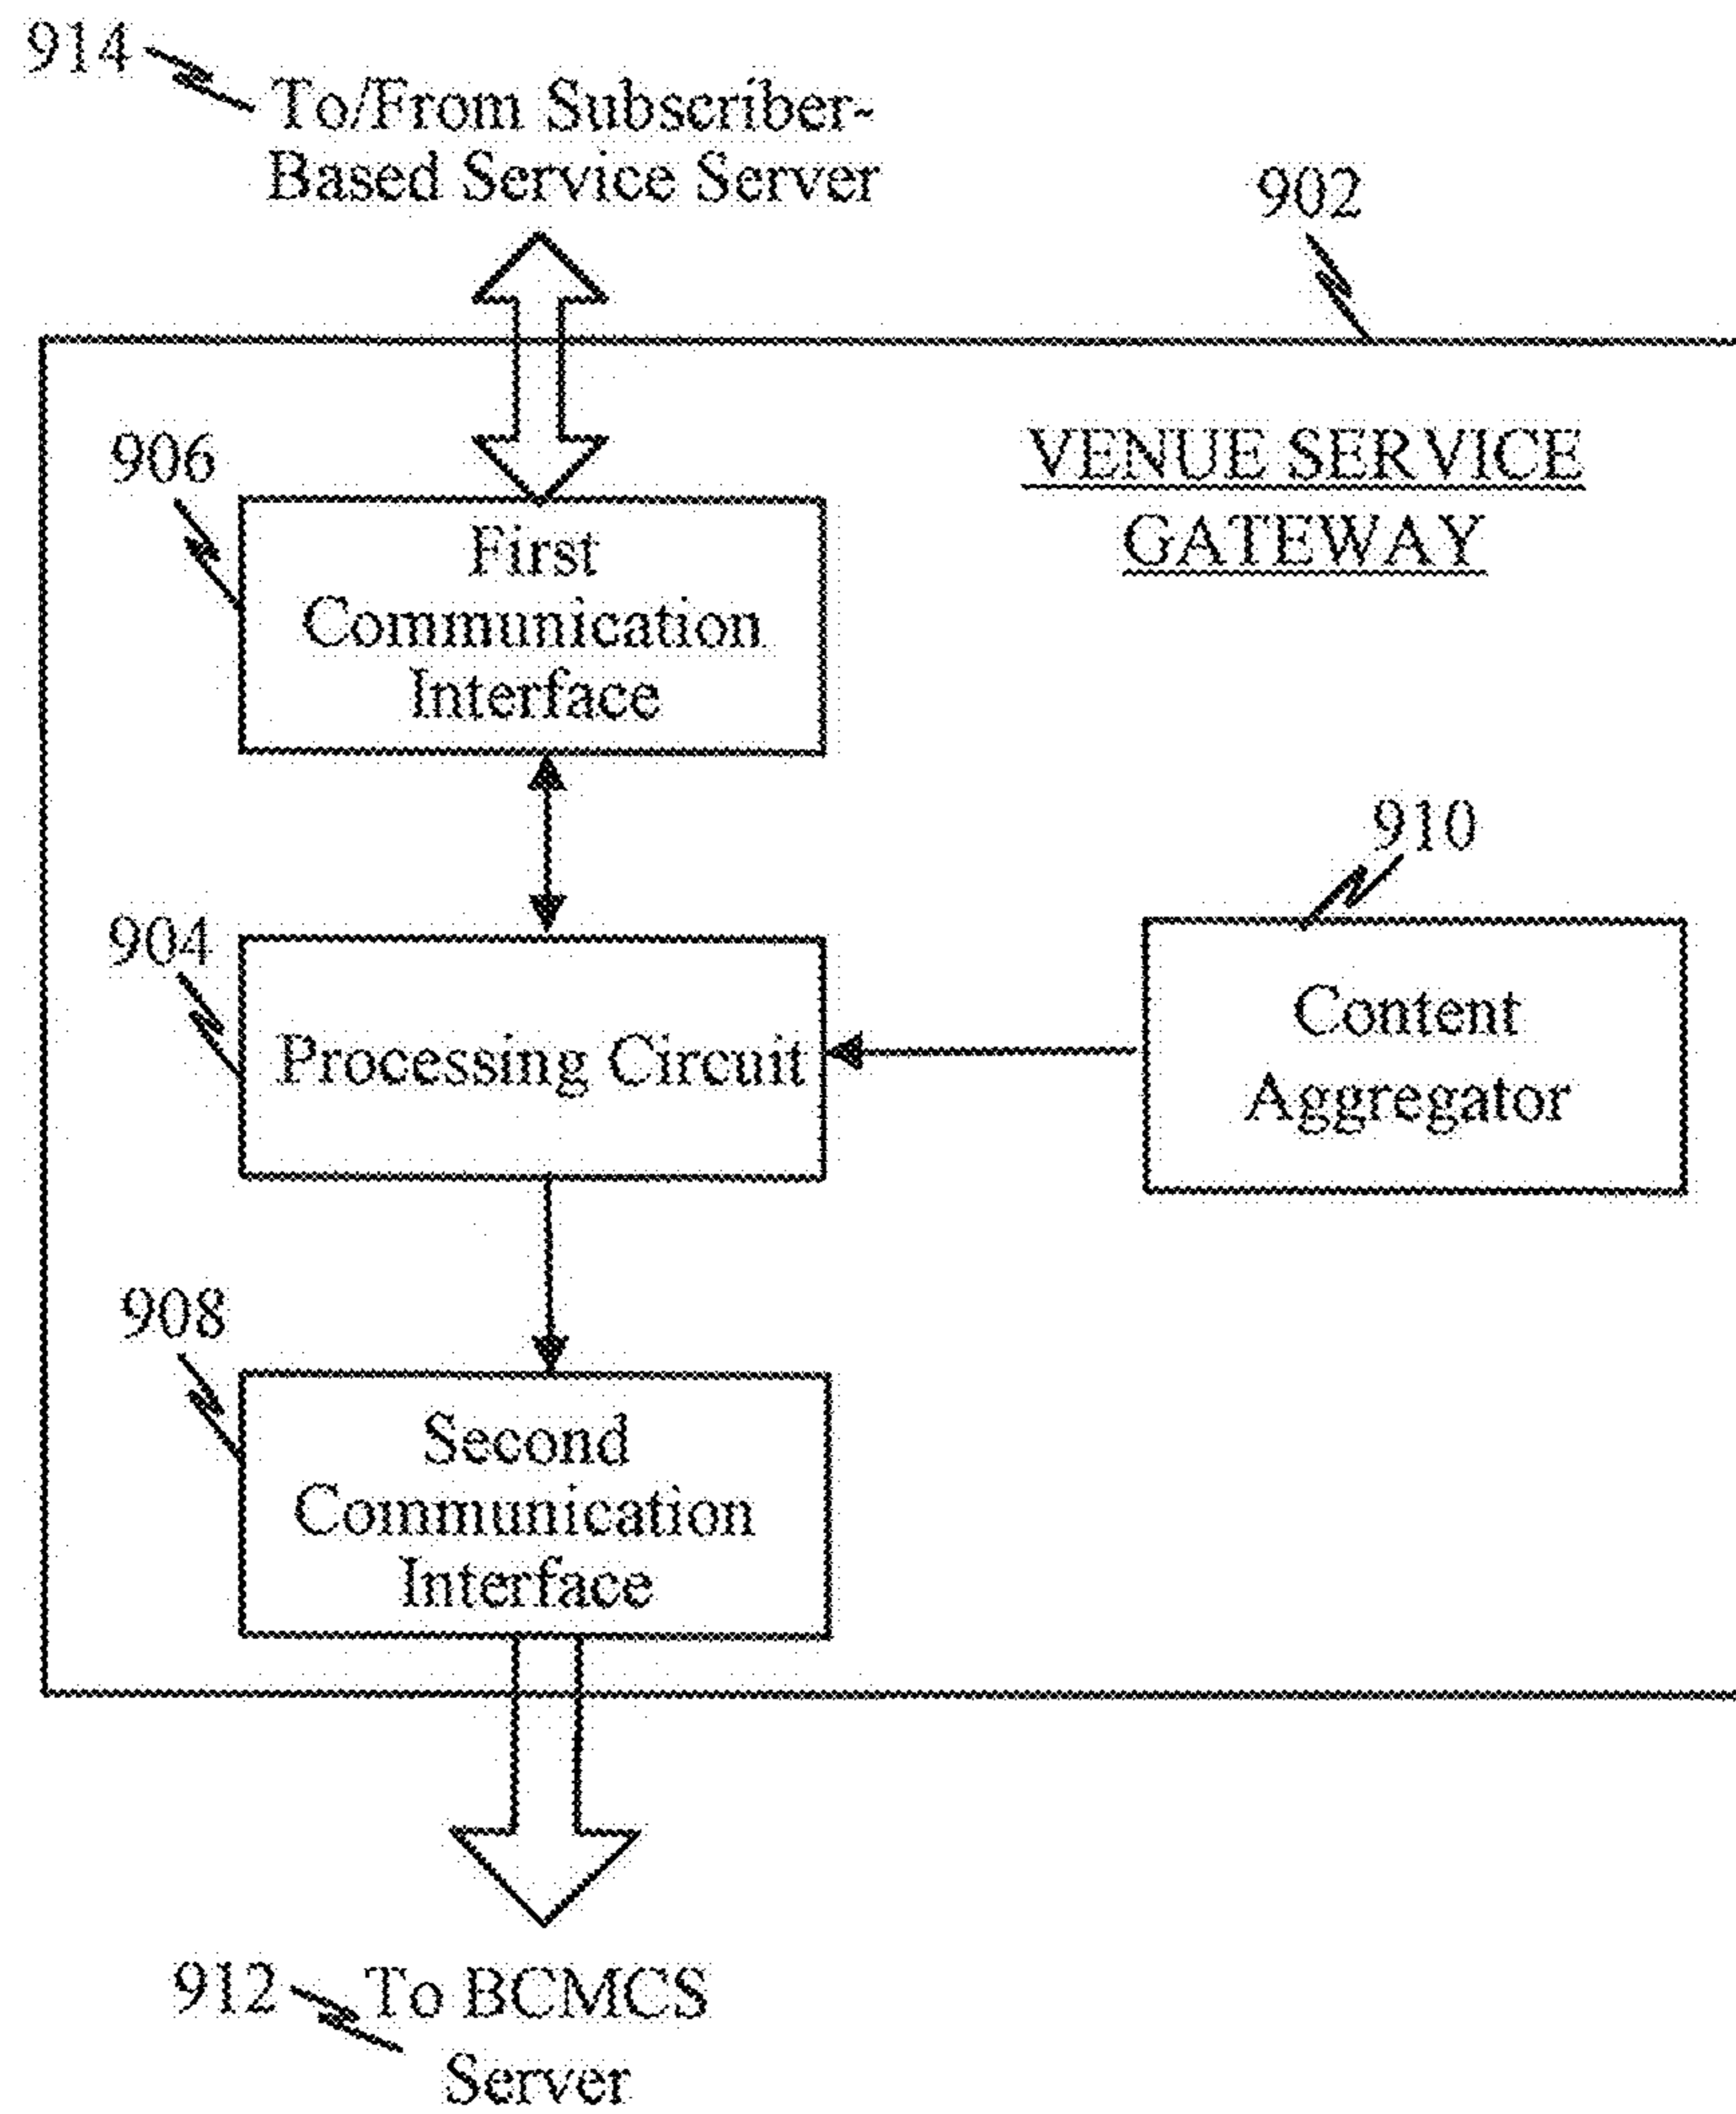 914
To/From Subscriber-
Based Service Server
902
VENUE SERVICE
GATEWAY
906
First
Communication
Interface
910
904
Processing Circuit
Content
Aggregator
908
Second
Communication
Interface
912
To BCMCS
Server